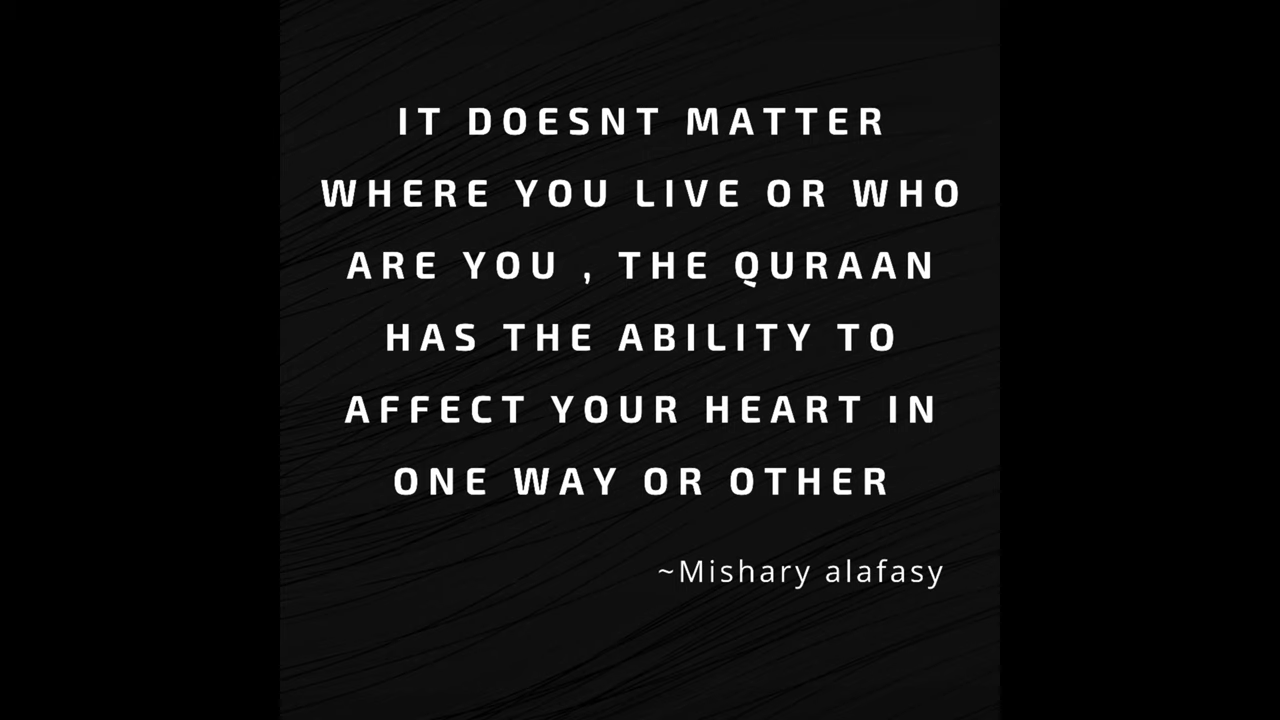 IT DOESNT MATTER
WHERE YOU LIVE OR WHO
ARE YOU , THE QURAAN
HAS THE ABILITY TO
AFFECT YOUR HEART IN
ONE WAY OR OTHER
~Mishary alafasy